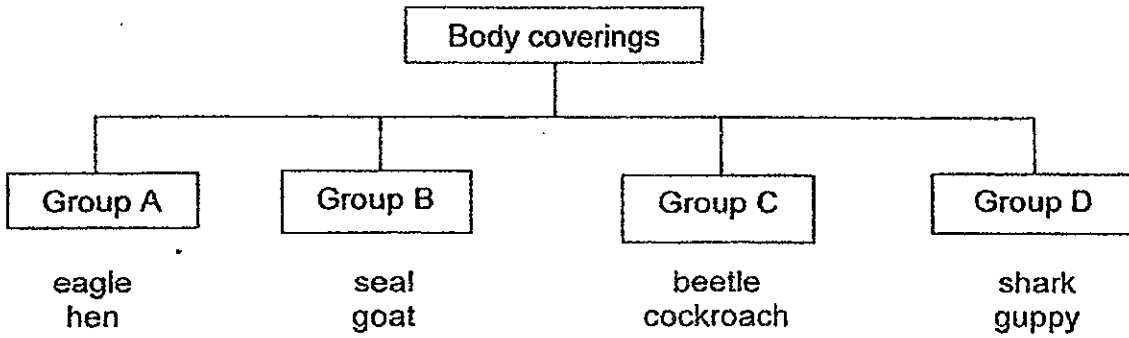 Body coverings
Group A
Group B
Group C
Group D
eagle
hen
seal
goat
beetle
cockroach
shark
guppy